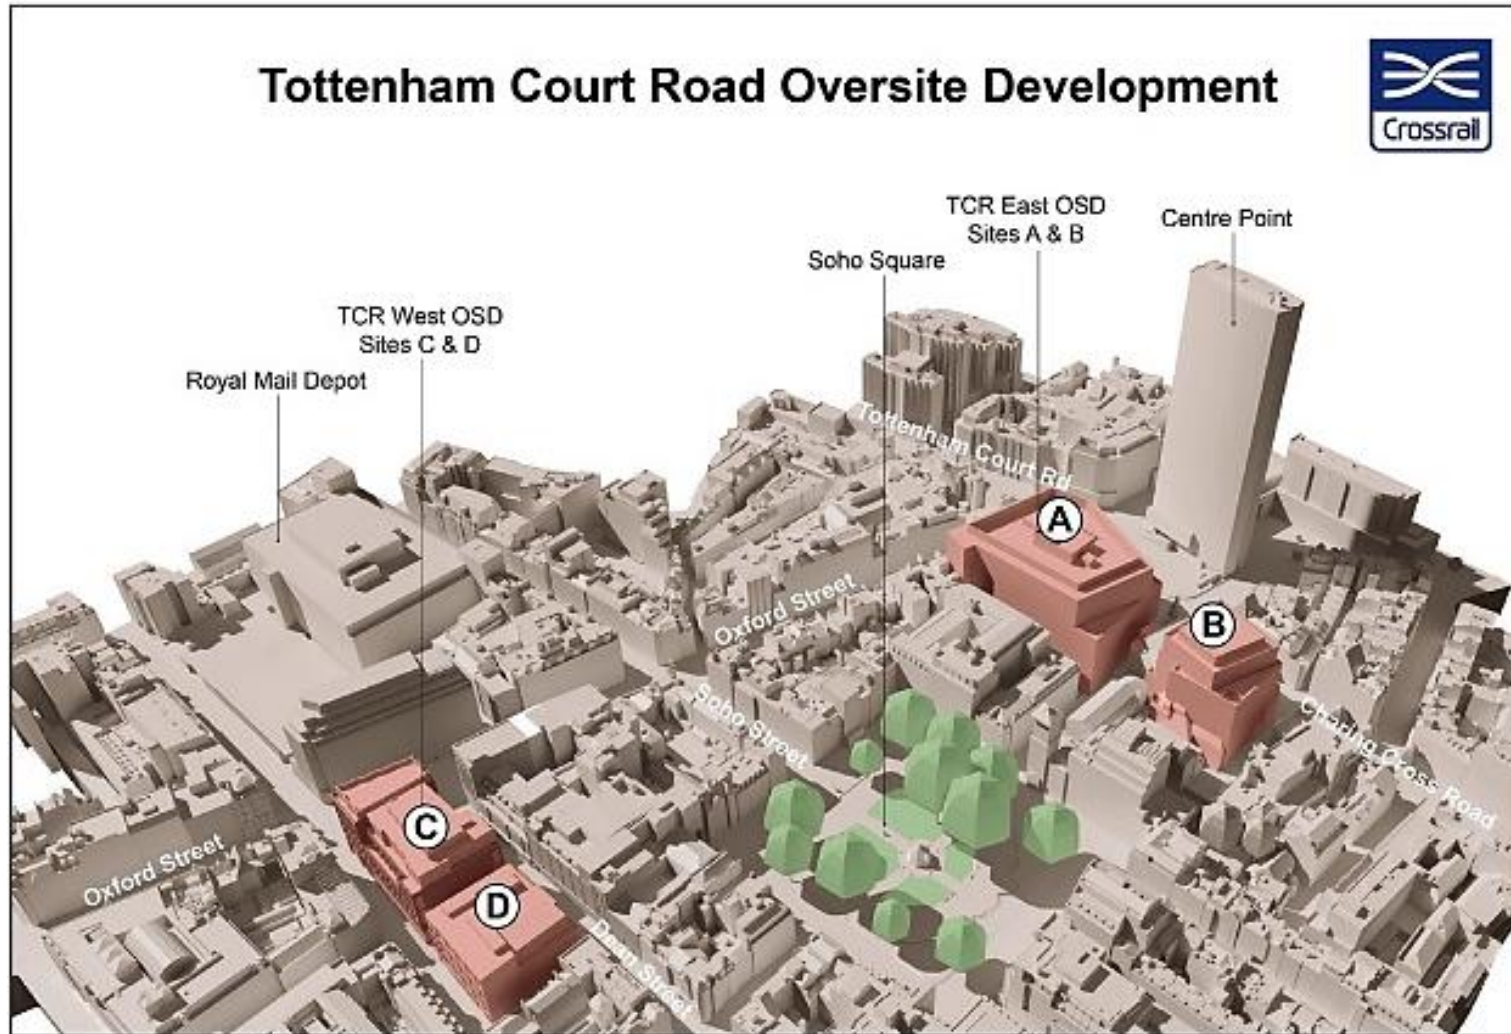 Tottenham Court Road Oversite Development
Crossrail
TCR East OSD
Sites A & B
Centre Point
Soho Square
TCR West OSD
Sites C & D
Royal Mail Depot
Tottenham Court Rd
A
Oxford Street
B
Soho Street
Charing Cross Road
C
Oxford Street
D
Dean Street